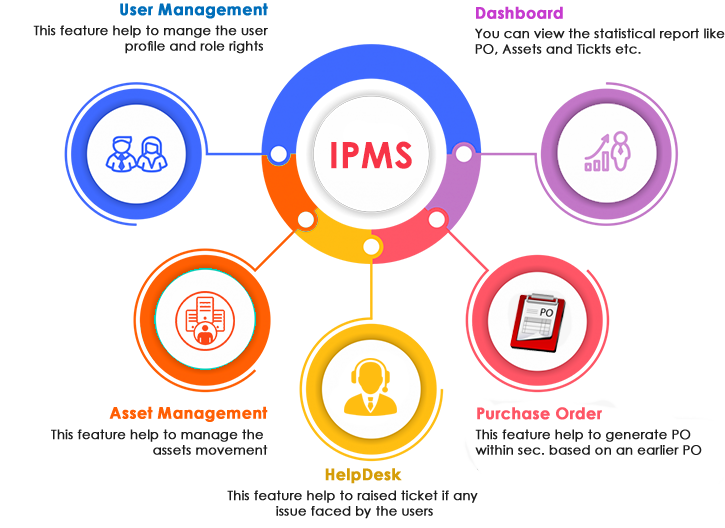 User Management
This feature help to mange the user
profile and role rights
Dashboard
You can view the statistical report like
PO, Assets and Tickts etc.
IPMS
PO
Asset Management
This feature help to manage the
assets movement
Purchase Order
This feature help to generate PO
within sec. based on an earlier PO
HelpDesk
This feature help to raised ticket if any
issue faced by the users